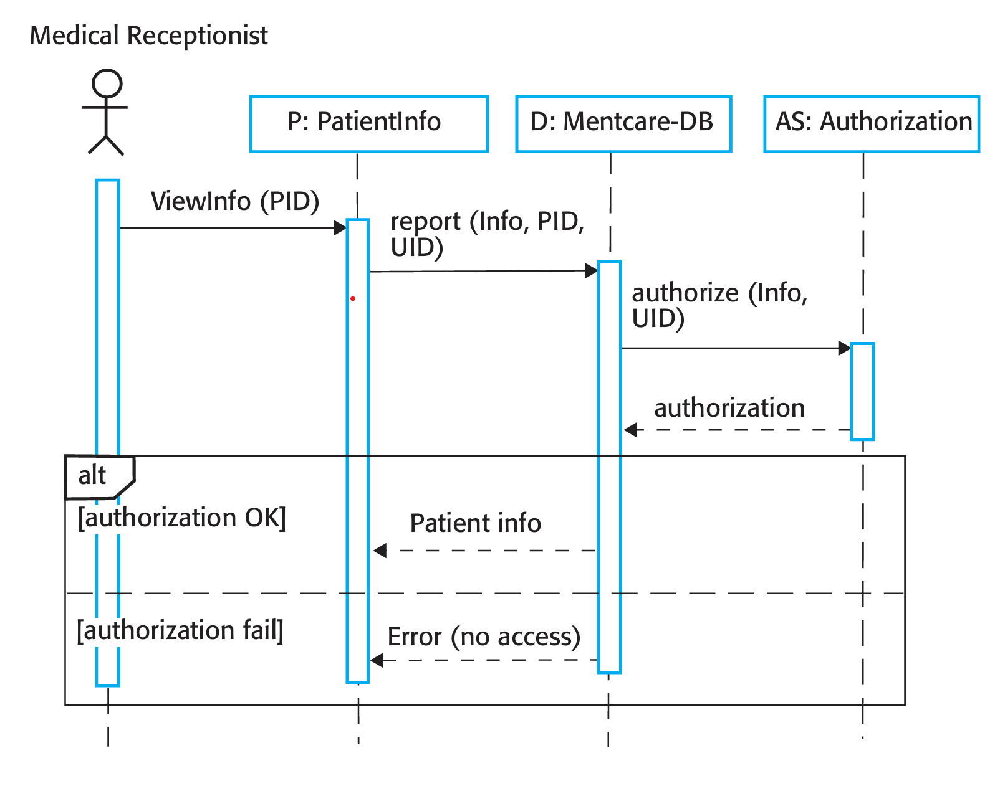 Medical Receptionist
P: PatientInfo
D: Mentcare-DB
AS: Authorization
ViewInfo (PID)
report (Info, PID,
UID)
authorize (Info,
UID)
authorization
alt
[authorization OK]
Patient info
[authorization fail]
Error (no access)